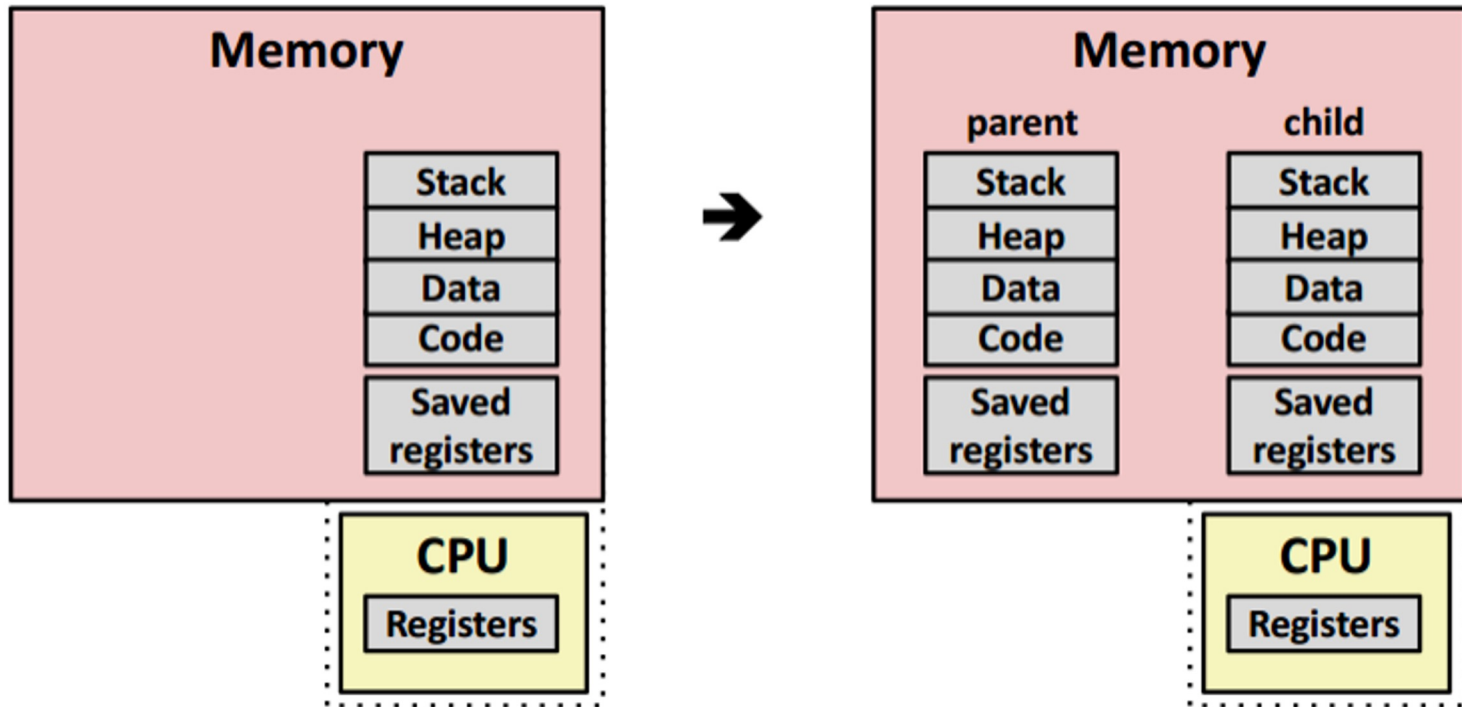 Memory
Stack
Heap
Data
Code
Saved
registers
CPU
Registers
Memory
parent
child
Stack
Stack
Heap
Heap
Data
Data
Code
Code
Saved
registers
Saved
registers
CPU
Registers